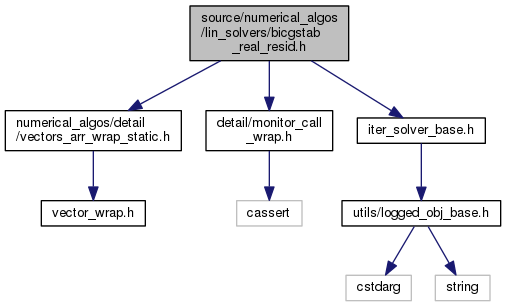 source/numerical_algos
/lin_solvers/bicgstab
_real_resid.h
numerical_algos/detail
/vectors_arr_wrap_static.h
detail/monitor_call
_wrap.h
iter_solver_base.h
vector_wrap.h
cassert
utils/logged_obj_base.h
cstdarg
string